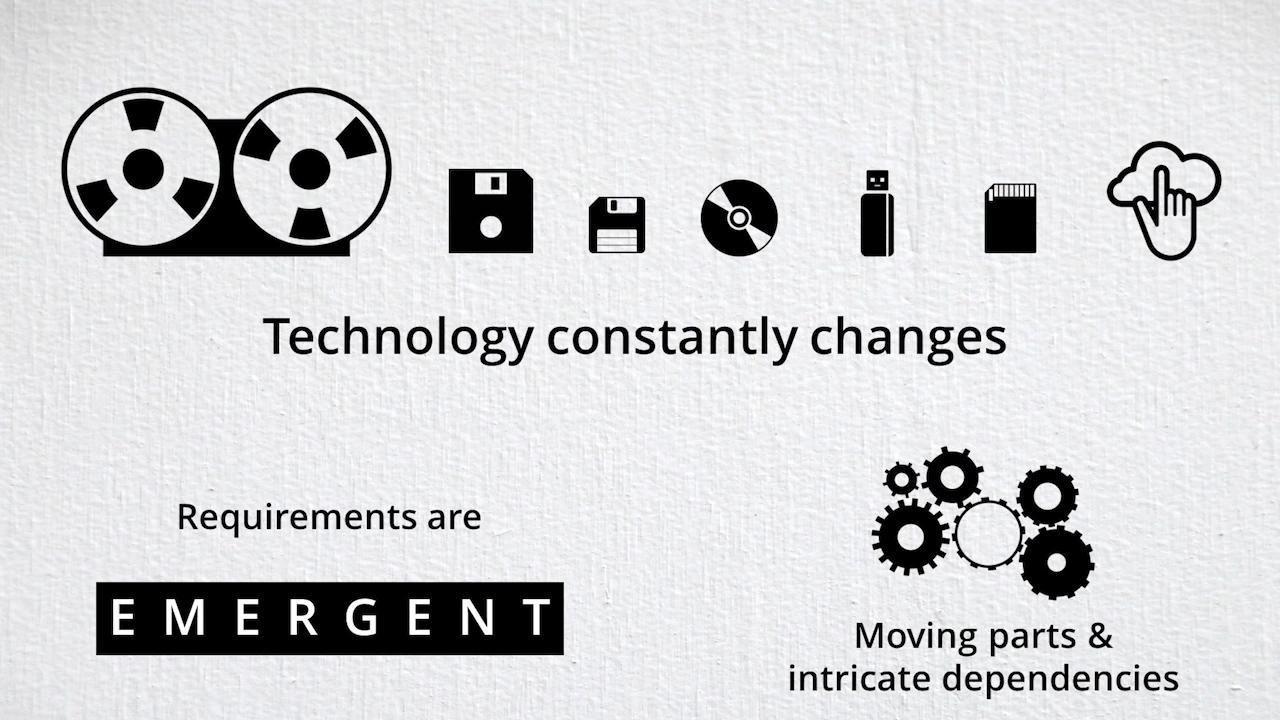 Technology constantly changes
Requirements are
EMERGENT
Moving parts &
intricate dependencies